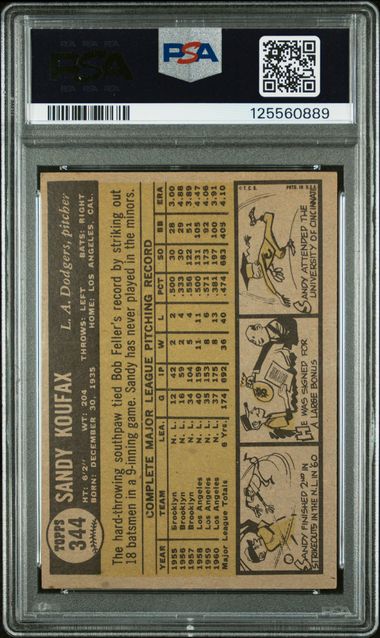 PSA
PSA
PSA
125560889
TOPPS
344
SANDY KOUFAX
L. A. Dodgers, pitcher
HT: 6'2" WT: 204 THROWS: LEFT BATS: RIGHT
BORN: DECEMBER 30, 1935 HOME: LOS ANGELES, CAL.
The hard-throwing southpaw tied Bob Feller's record by striking out
18 batsmen in a 9-inning game. Sandy has never played in the minors.
COMPLETE MAJOR LEAGUE PITCHING RECORD
YEAR TEAM LEA. G IP W L PCT SO BB ERA
1955 Brooklyn N. L. 12 42 2 2 .500 30 28 3.00
1956 Brooklyn N. L. 16 59 2 4 .333 30 29
1957 Brooklyn N. L. 34 104 5 4 .556 122 51
1958 Los Angeles N. L. 40 159 11 11 .500 131 105
1959 Los Angeles N. L. 35 153 8 6 .571 173 92 4.06
1960 Los Angeles N. L. 37 175 8 13 .381 197 100 3.91
Major League Totals 6 Yrs. 174 692 36 40 .474 683 4.10
SANDY FINISHED 2ND IN
STRIKEOUTS IN THE N.L. IN '60
HE WAS SIGNED FOR
A LARGE BONUS
SANDY ATTENDED THE
UNIVERSITY OF CINCINNATI
© T. C. G. PRTD. IN U.S.A.